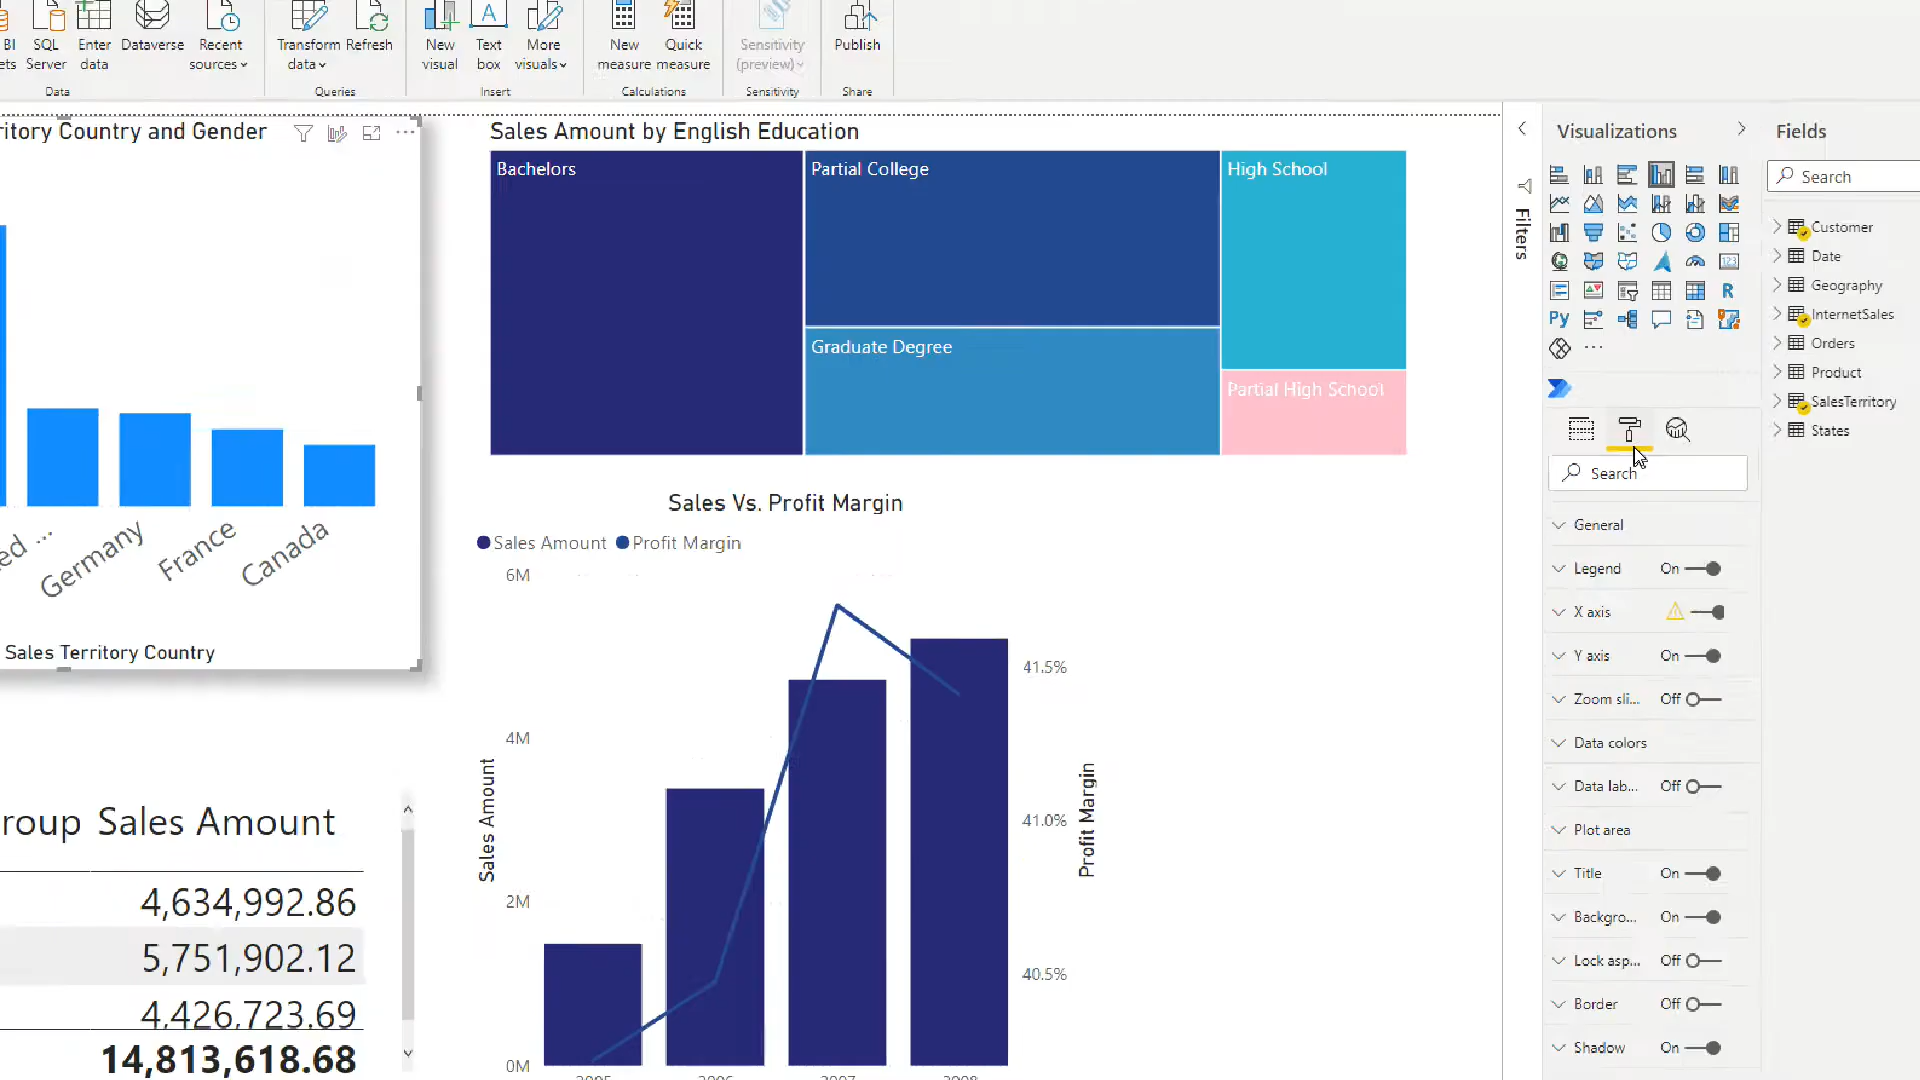 BI
ets
SQL
Server
Enter
data
Dataverse
Recent
sources
Transform
data
Refresh
New
visual
Text
box
More
visuals
New
measure
Quick
measure
Sensitivity
(preview)
Publish
Data
Queries
Insert
Calculations
Sensitivity
Share
ritory Country and Gender
ed ...
Germany
France
Canada
Sales Territory Country
roup Sales Amount
4,634,992.86
5,751,902.12
4,426,723.69
14,813,618.68
Sales Amount by English Education
Bachelors
Partial College
High School
Graduate Degree
Partial High School
Sales Vs. Profit Margin
Sales Amount
Profit Margin
6M
4M
2M
0M
Sales Amount
41.5%
41.0%
40.5%
Profit Margin
2005
2006
2007
2008
Filters
Visualizations
123
R
Py
...
Search
General
Legend On
X axis
Y axis On
Zoom sli... Off
Data colors
Data lab... Off
Plot area
Title On
Backgro... On
Lock asp... Off
Border Off
Shadow On
Fields
Search
Customer
Date
Geography
InternetSales
Orders
Product
SalesTerritory
States